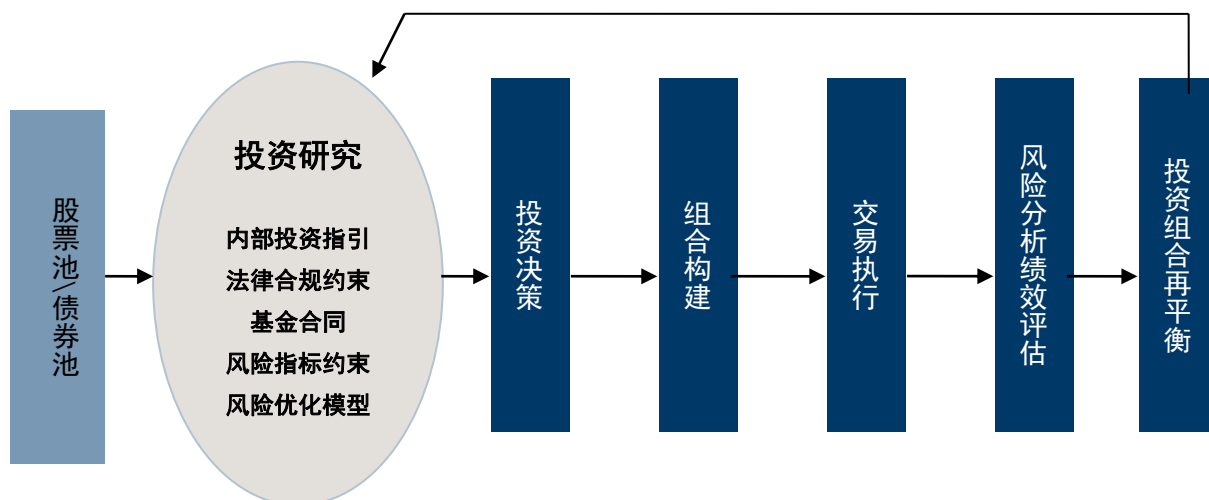 股票池/债券池
投资研究
内部投资指引
法律合规约束
基金合同
风险指标约束
风险优化模型
投资决策
组合构建
交易执行
风险分析绩效评估
投资组合再平衡